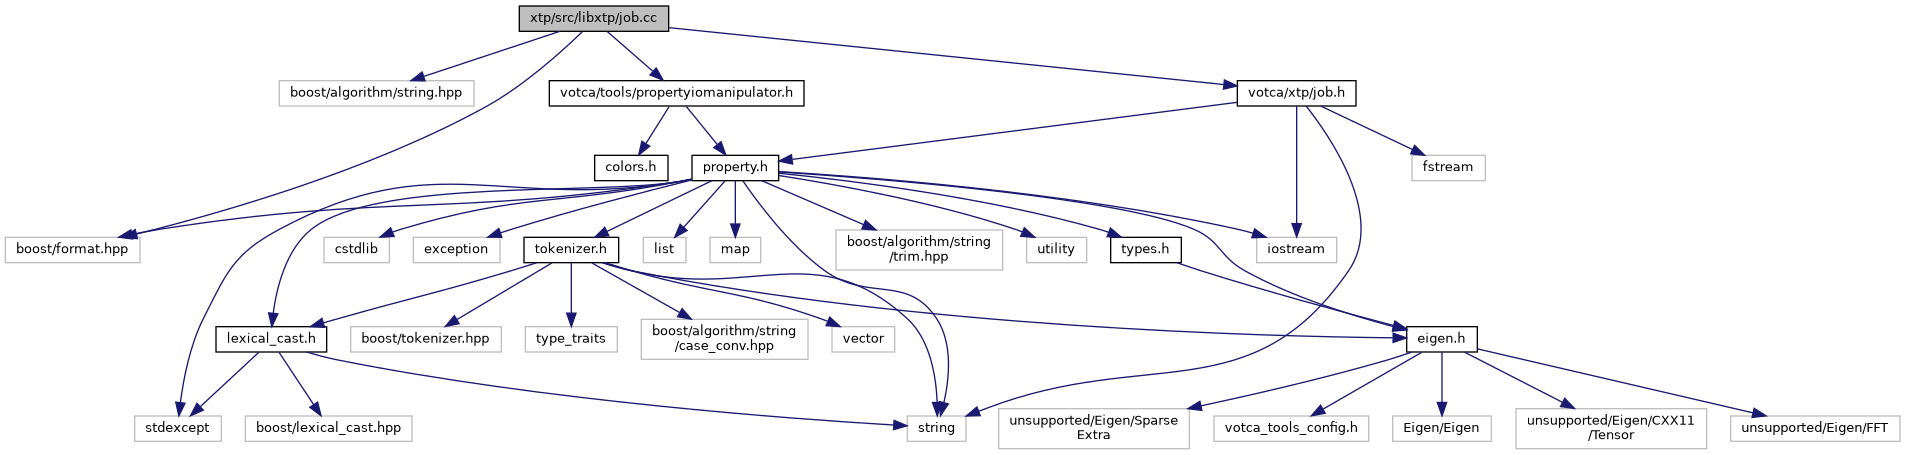 xtp/src/libxtp/job.cc
boost/algorithm/string.hpp
votca/tools/propertyiomanipulator.h
votca/xtp/job.h
colors.h
property.h
fstream
boost/format.hpp
cstdlib
exception
tokenizer.h
list
map
boost/algorithm/string
/trim.hpp
utility
types.h
iostream
lexical_cast.h
boost/tokenizer.hpp
type_traits
boost/algorithm/string
/case_conv.hpp
vector
eigen.h
stdexcept
boost/lexical_cast.hpp
string
unsupported/Eigen/Sparse
Extra
votca_tools_config.h
Eigen/Eigen
unsupported/Eigen/CXX11
/Tensor
unsupported/Eigen/FFT